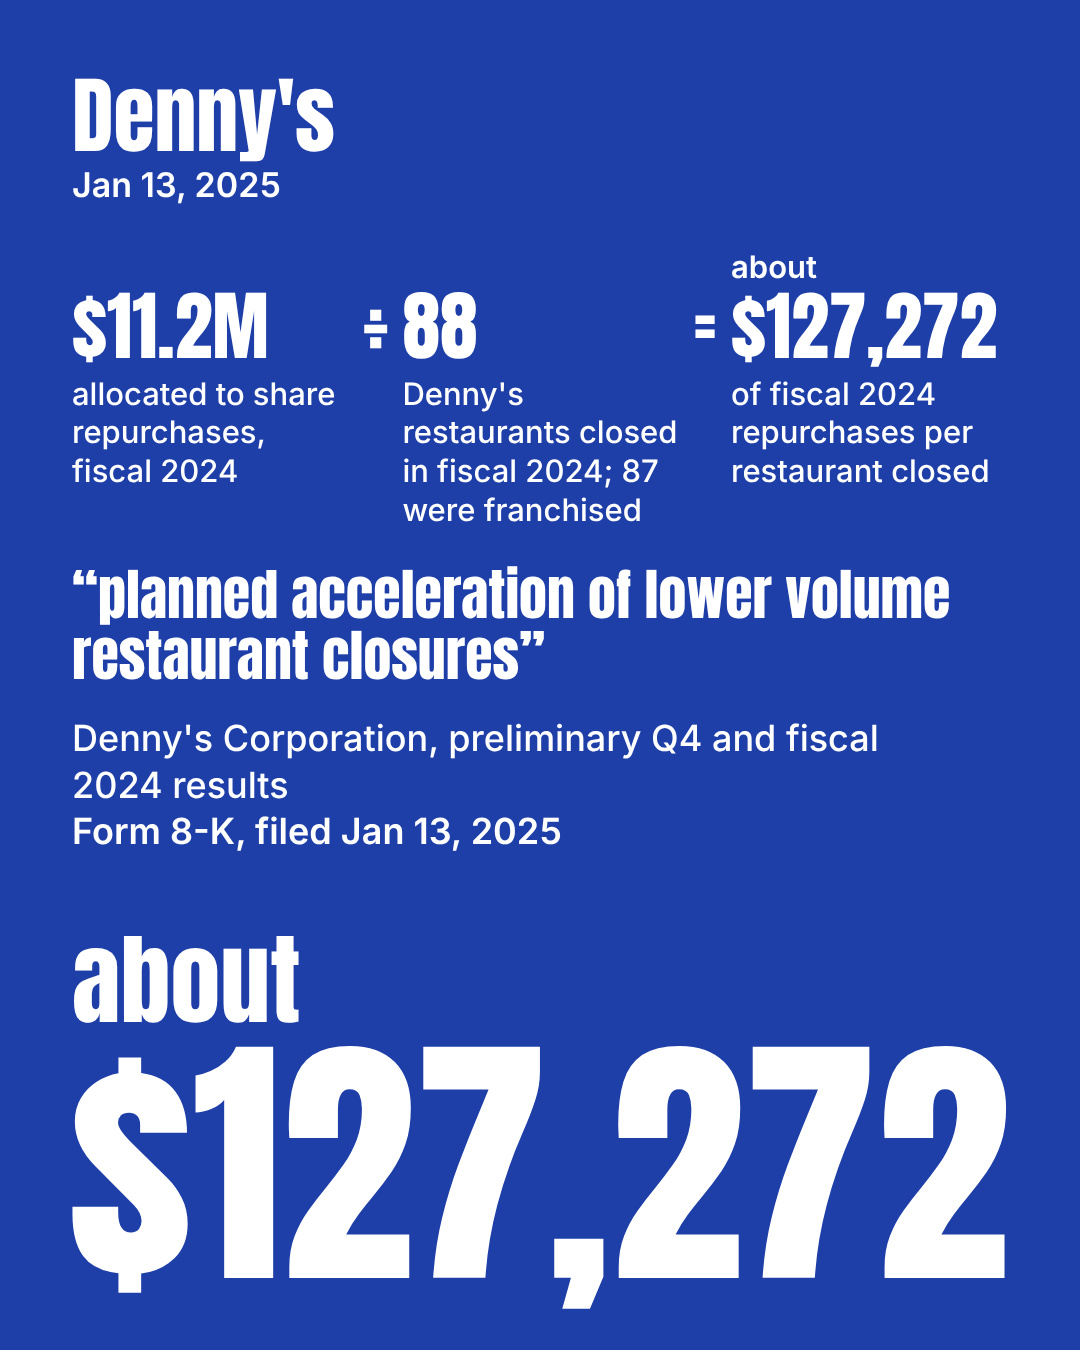 Denny's
Jan 13, 2025
$11.2M
allocated to share
repurchases,
fiscal 2024
÷
88
Denny's
restaurants closed
in fiscal 2024; 87
were franchised
=
about
$127,272
of fiscal 2024
repurchases per
restaurant closed
“planned acceleration of lower volume
restaurant closures”
Denny's Corporation, preliminary Q4 and fiscal
2024 results
Form 8-K, filed Jan 13, 2025
about
$127,272